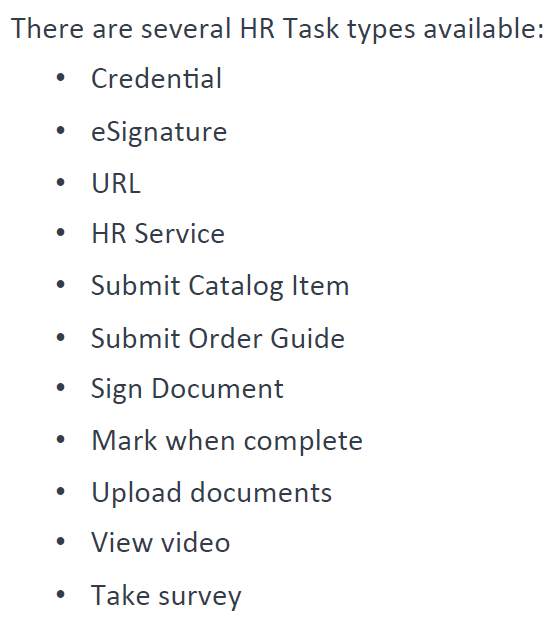 There are several HR Task types available:
• Credential
• eSignature
• URL
• HR Service
• Submit Catalog Item
• Submit Order Guide
• Sign Document
• Mark when complete
• Upload documents
• View video
• Take survey